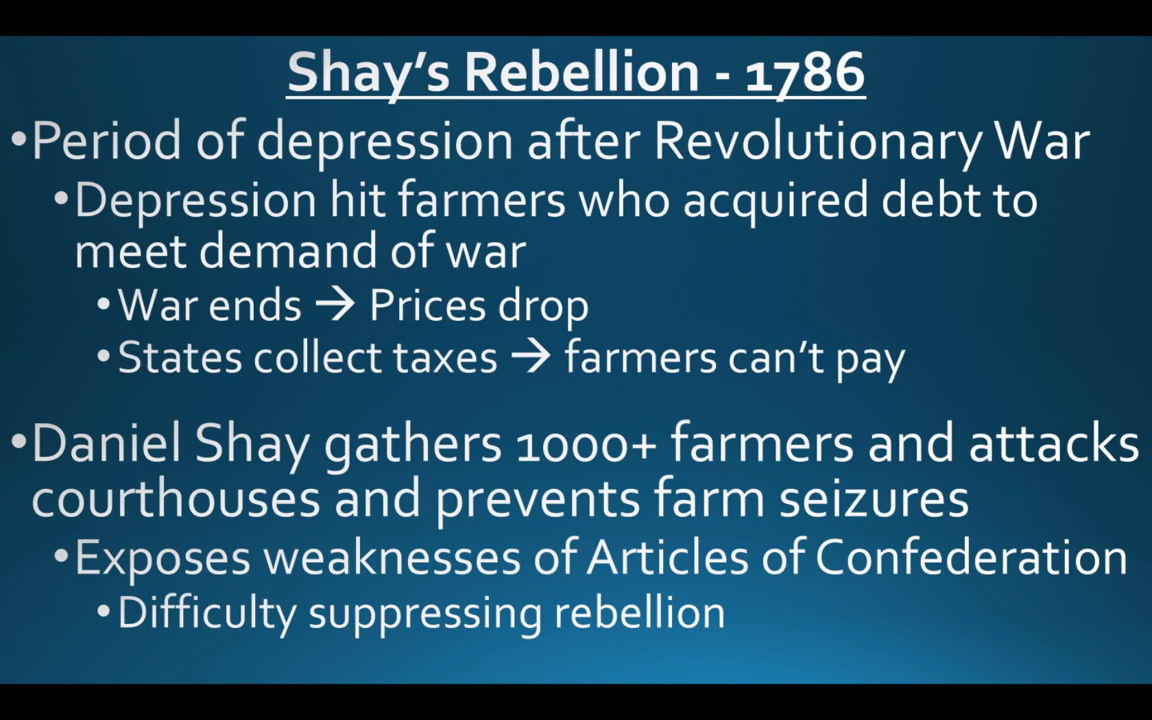 Shay's Rebellion - 1786
•Period of depression after Revolutionary War
•Depression hit farmers who acquired debt to
meet demand of war
•War ends → Prices drop
•States collect taxes → farmers can't pay
•Daniel Shay gathers 1000+ farmers and attacks
courthouses and prevents farm seizures
•Exposes weaknesses of Articles of Confederation
•Difficulty suppressing rebellion